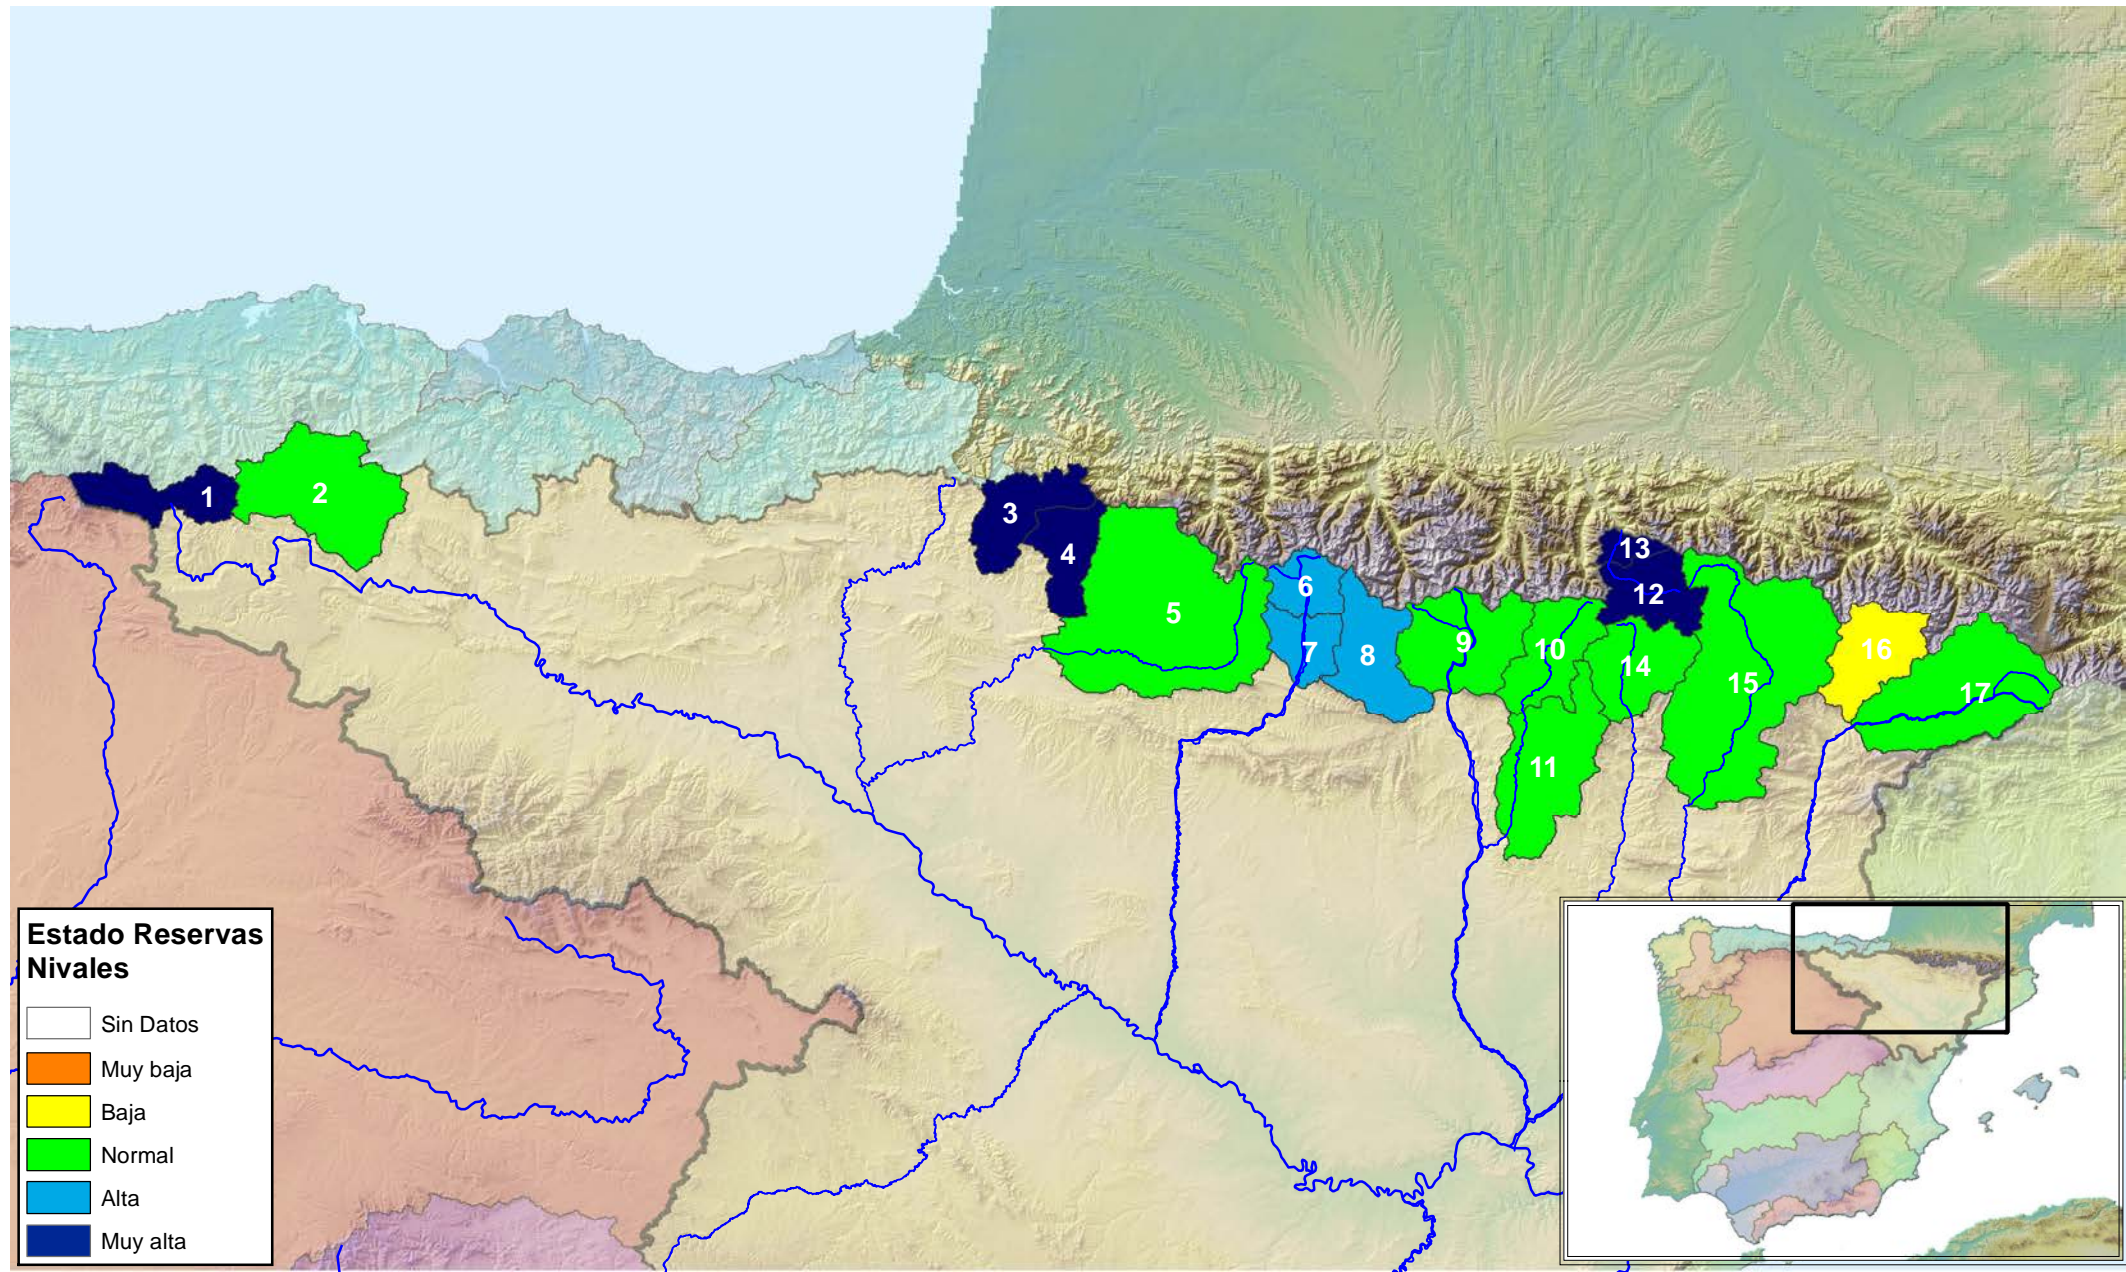 1
2
3
4
5
6
7
8
9
10
11
12
13
14
15
16
17
Estado Reservas
Nivales
Sin Datos
Muy baja
Baja
Normal
Alta
Muy alta